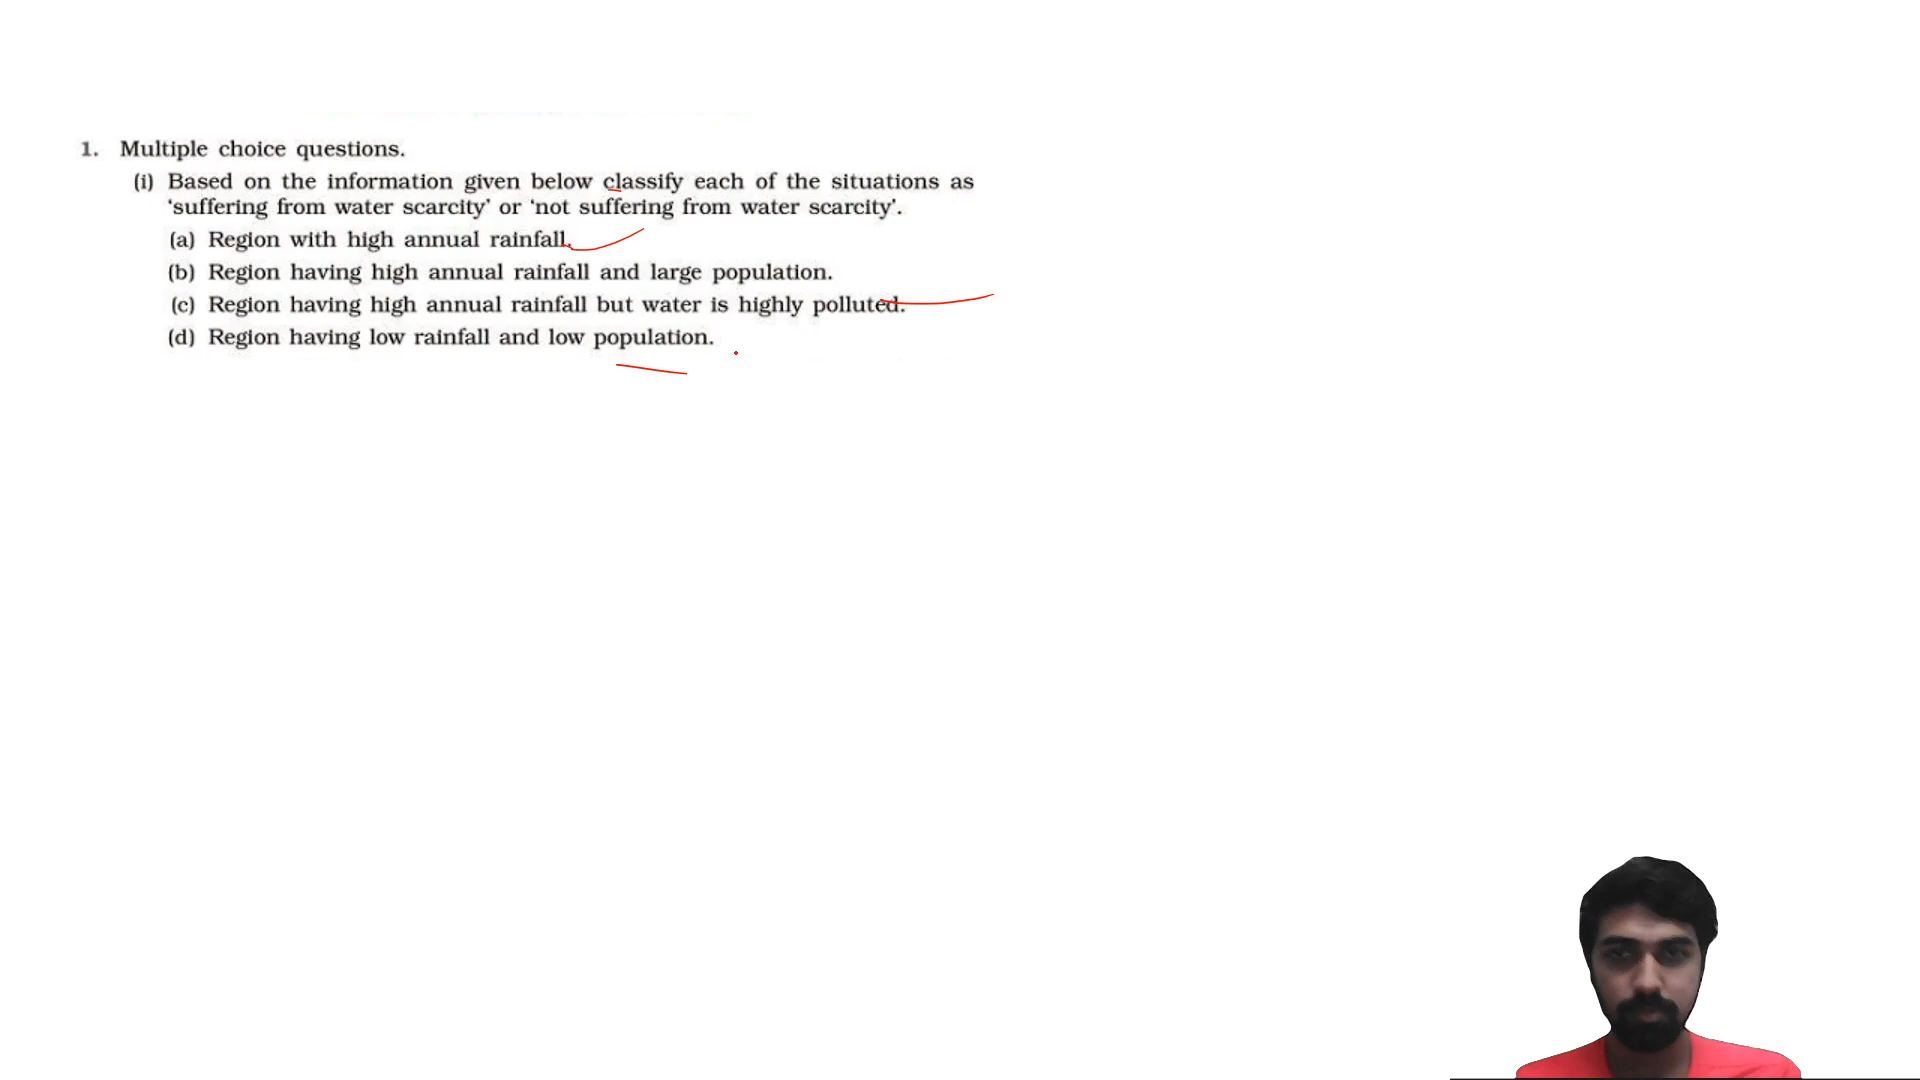 1. Multiple choice questions.
(i) Based on the information given below classify each of the situations as
‘suffering from water scarcity’ or ‘not suffering from water scarcity’.
(a) Region with high annual rainfall.
(b) Region having high annual rainfall and large population.
(c) Region having high annual rainfall but water is highly polluted.
(d) Region having low rainfall and low population.